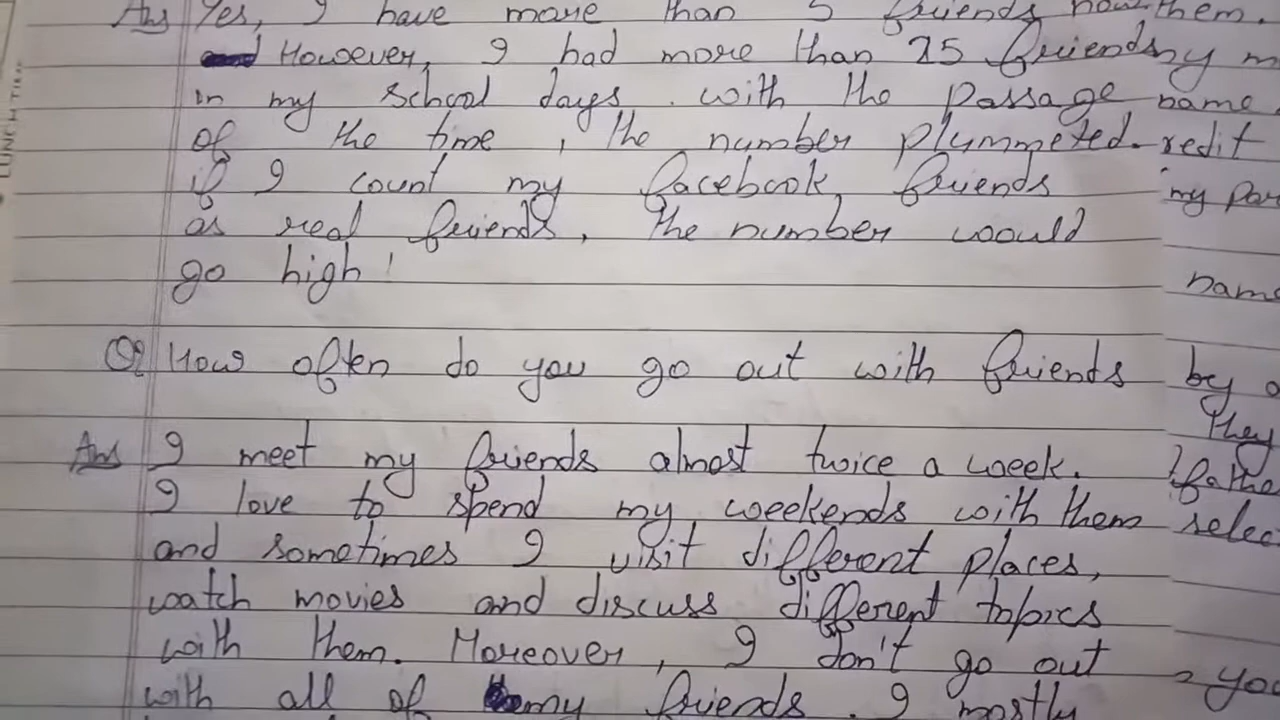 Ans Yes, I have more than 5 friends now them.
However, I had more than 25 friends
in my school days. with the passage
of the time, the number plummeted.
if I count my facebook friends
as real friends, the number would
go high!
Q2 How often do you go out with friends
Ans I meet my friends almost twice a week.
I love to spend my weekends with them
and sometimes I visit different places,
watch movies and discuss different topics
with them. Moreover, I don't go out
with all of my friends. I mostly
name
redit
my par
name
by
They
selec
you
LUNCH TIME